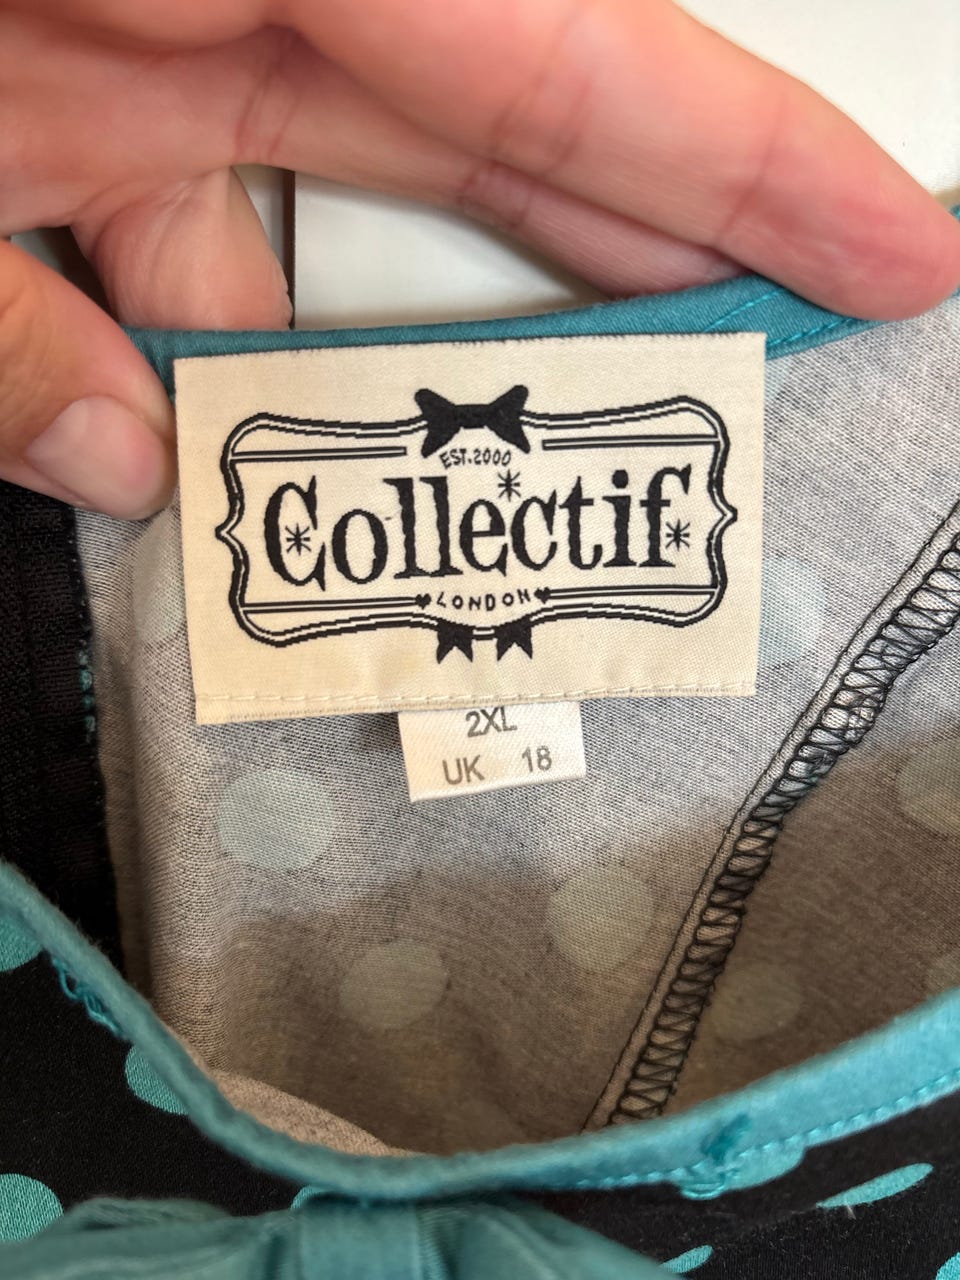 EST.2000
Collectif
LONDON
2XL
UK 18